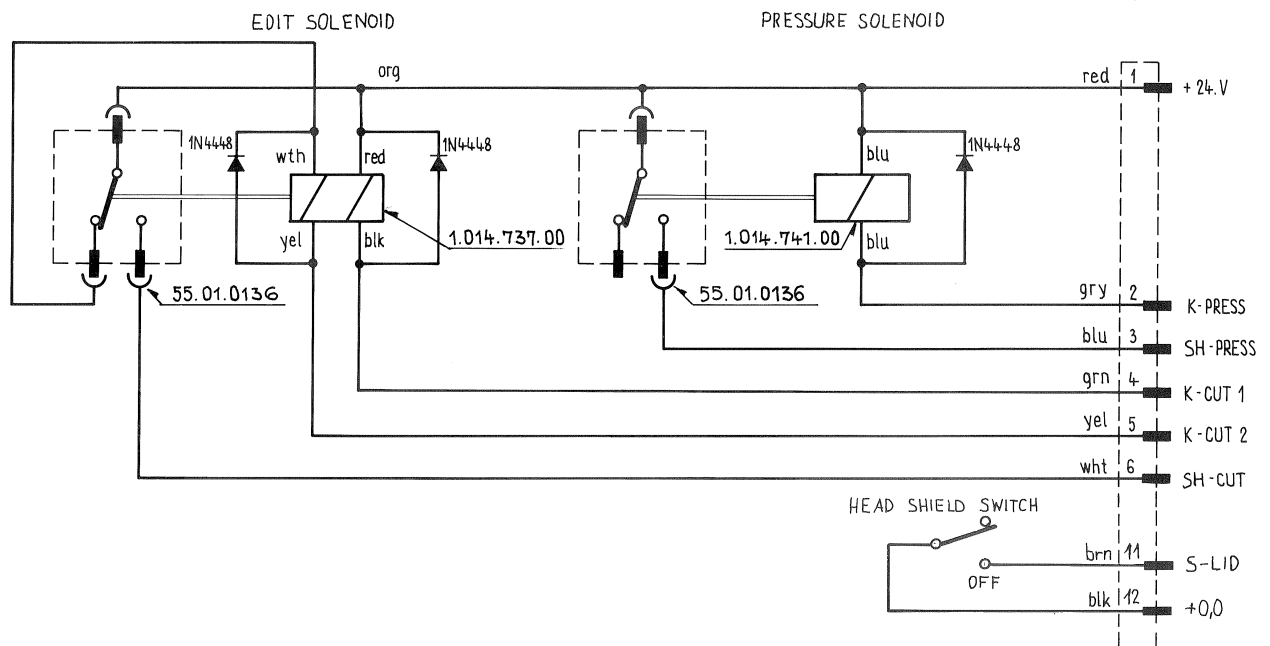 EDIT SOLENOID
PRESSURE SOLENOID
org
red 1 +24.V
1N4448
wth
red
1N4448
blu
1N4448
yel
blk
1.014.737.00
1.014.741.00
blu
55.01.0136
55.01.0136
gry 2 K-PRESS
blu 3 SH-PRESS
grn 4 K-CUT 1
yel 5 K-CUT 2
wht 6 SH-CUT
HEAD SHIELD SWITCH
brn 11 S-LID
OFF
blk 12 +0,0